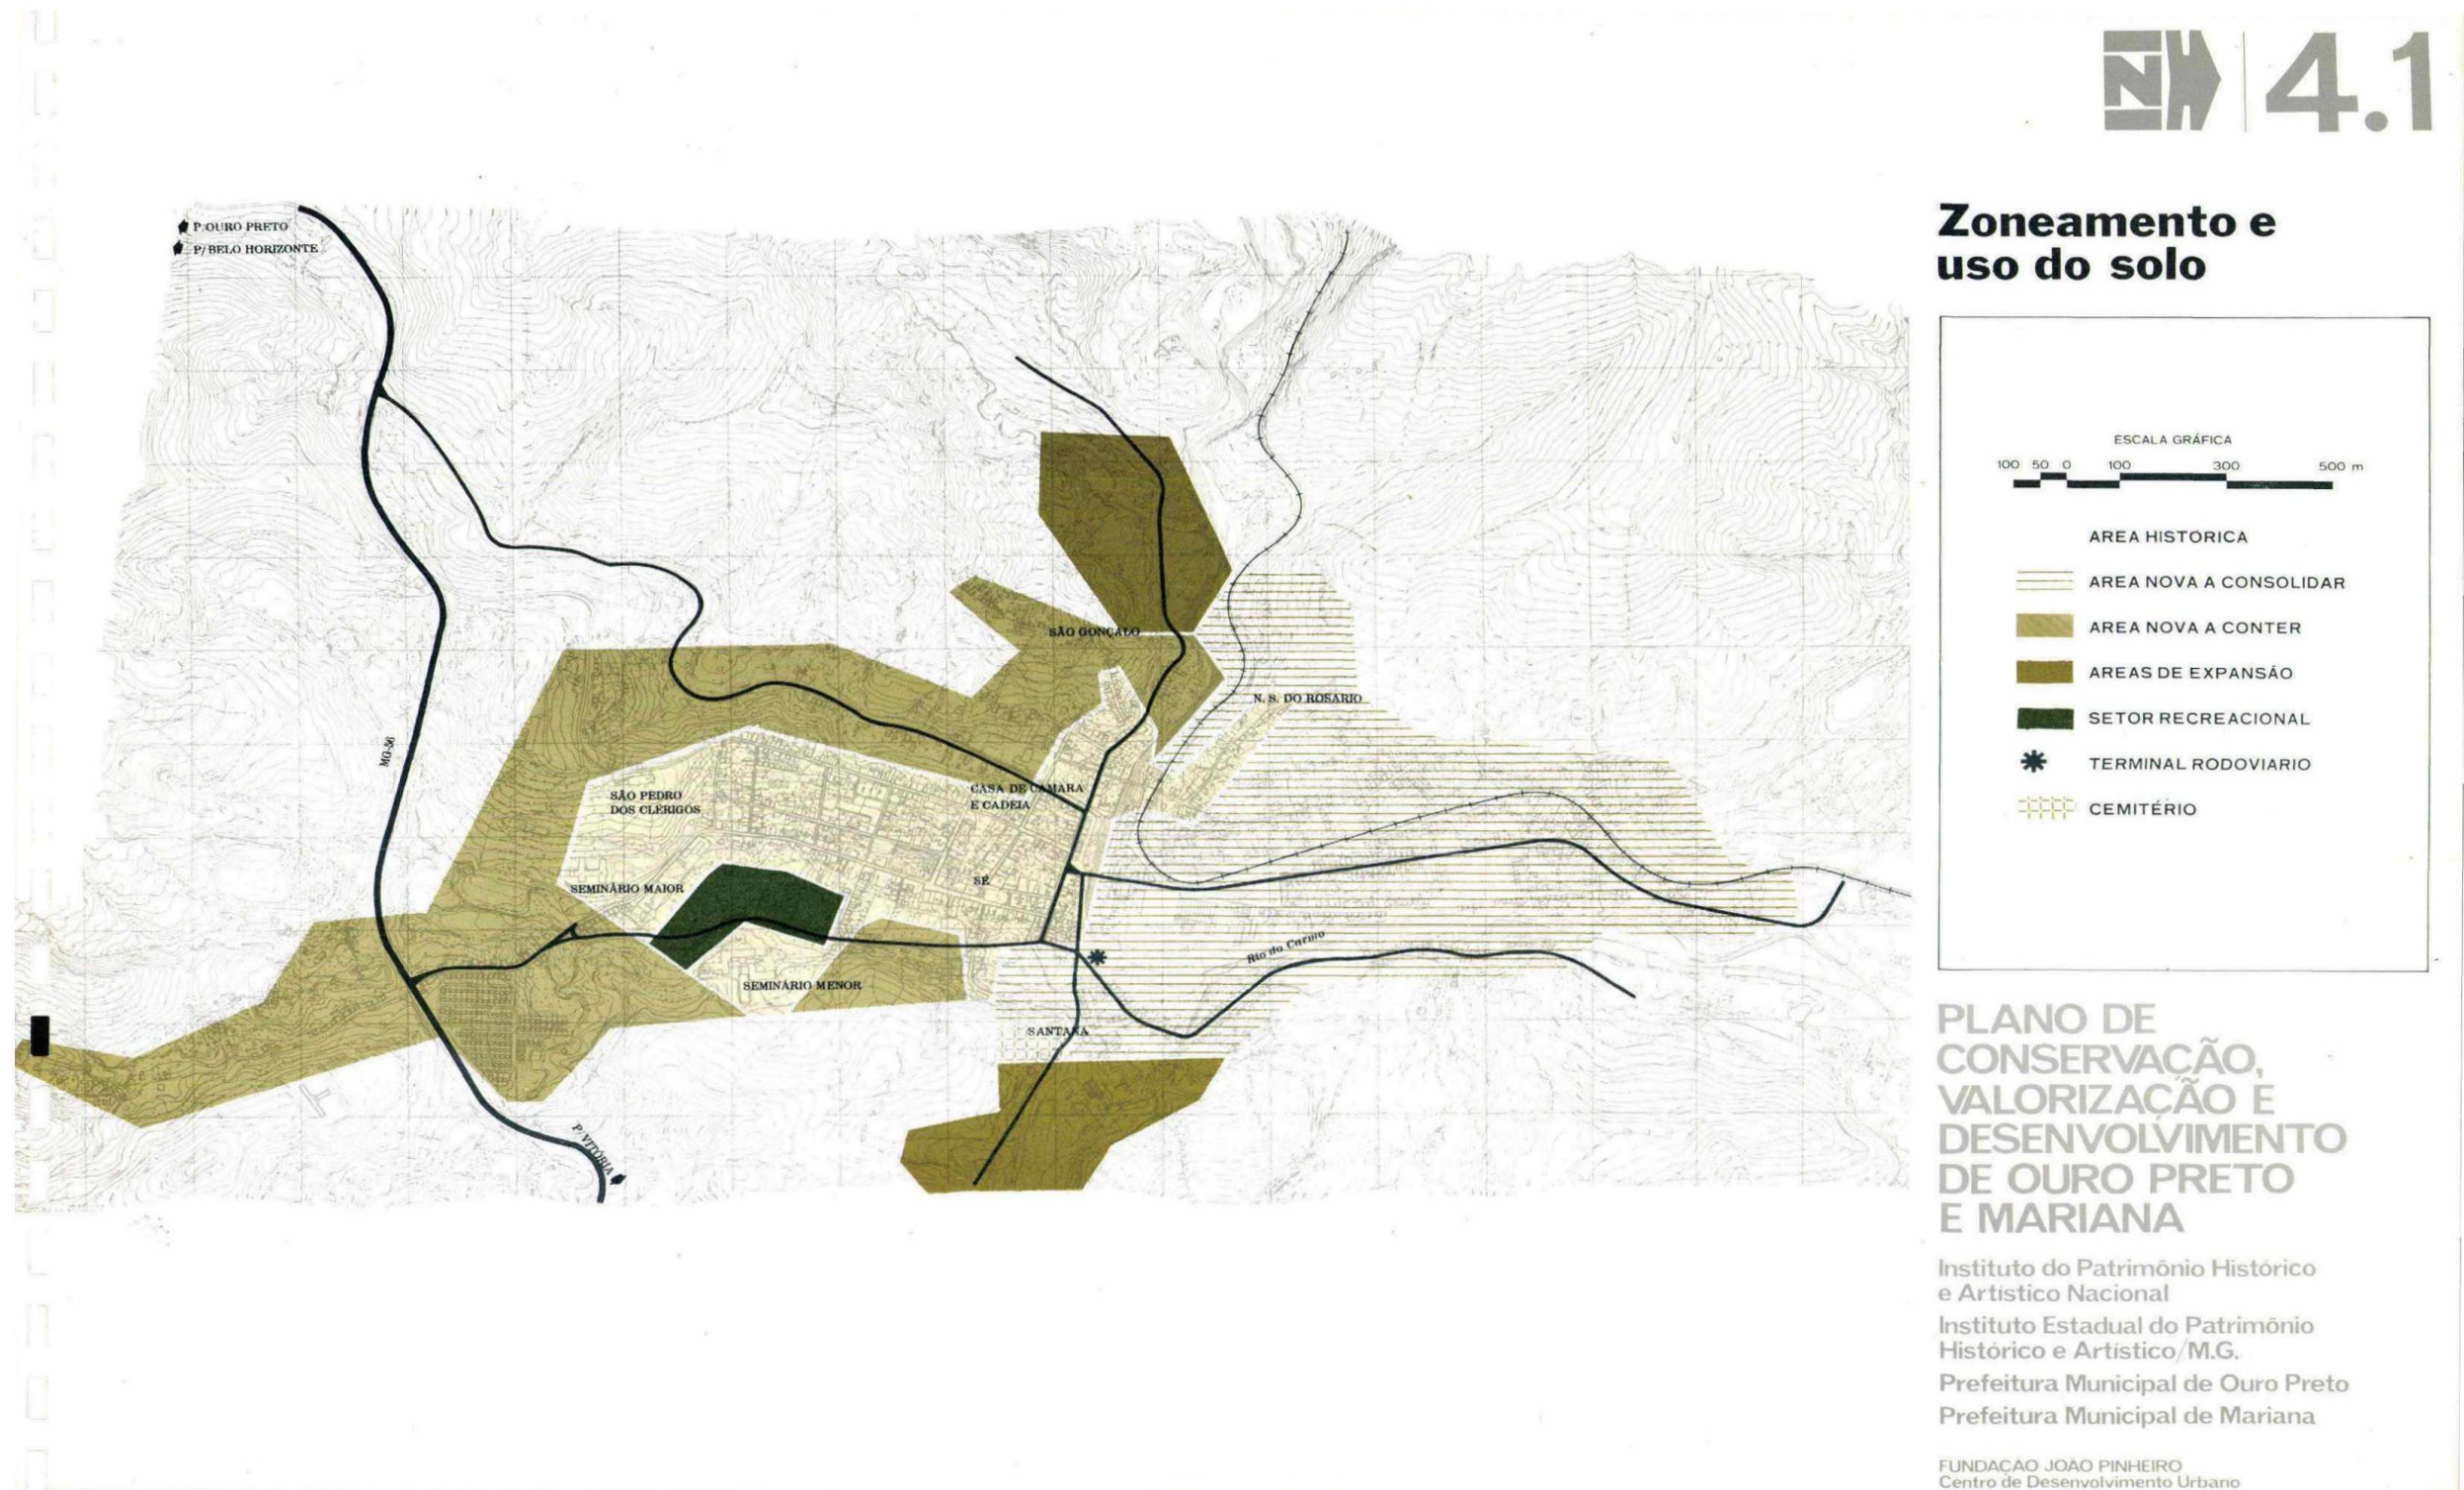 N
4.1
Zoneamento e
uso do solo
ESCALA GRÁFICA
100 50 0 100 300 500 m
AREA HISTÓRICA
AREA NOVA A CONSOLIDAR
AREA NOVA A CONTER
AREAS DE EXPANSÃO
SETOR RECREACIONAL
TERMINAL RODOVIARIO
CEMITÉRIO
P/OURO PRETO
P/BELO HORIZONTE
SÃO GONÇALO
N. S. DO ROSARIO
MG-56
SÃO PEDRO
DOS CLÉRIGOS
CASA DE CAMARA
E CADEIA
SEMINÁRIO MAIOR
SÉ
Rio do Carmo
SEMINÁRIO MENOR
SANTANA
P/VITÓRIA
PLANO DE
CONSERVAÇÃO,
VALORIZAÇÃO E
DESENVOLVIMENTO
DE OURO PRETO
E MARIANA
Instituto do Patrimônio Histórico
e Artístico Nacional
Instituto Estadual do Patrimônio
Histórico e Artístico/M.G.
Prefeitura Municipal de Ouro Preto
Prefeitura Municipal de Mariana
FUNDAÇÃO JOÃO PINHEIRO
Centro de Desenvolvimento Urbano